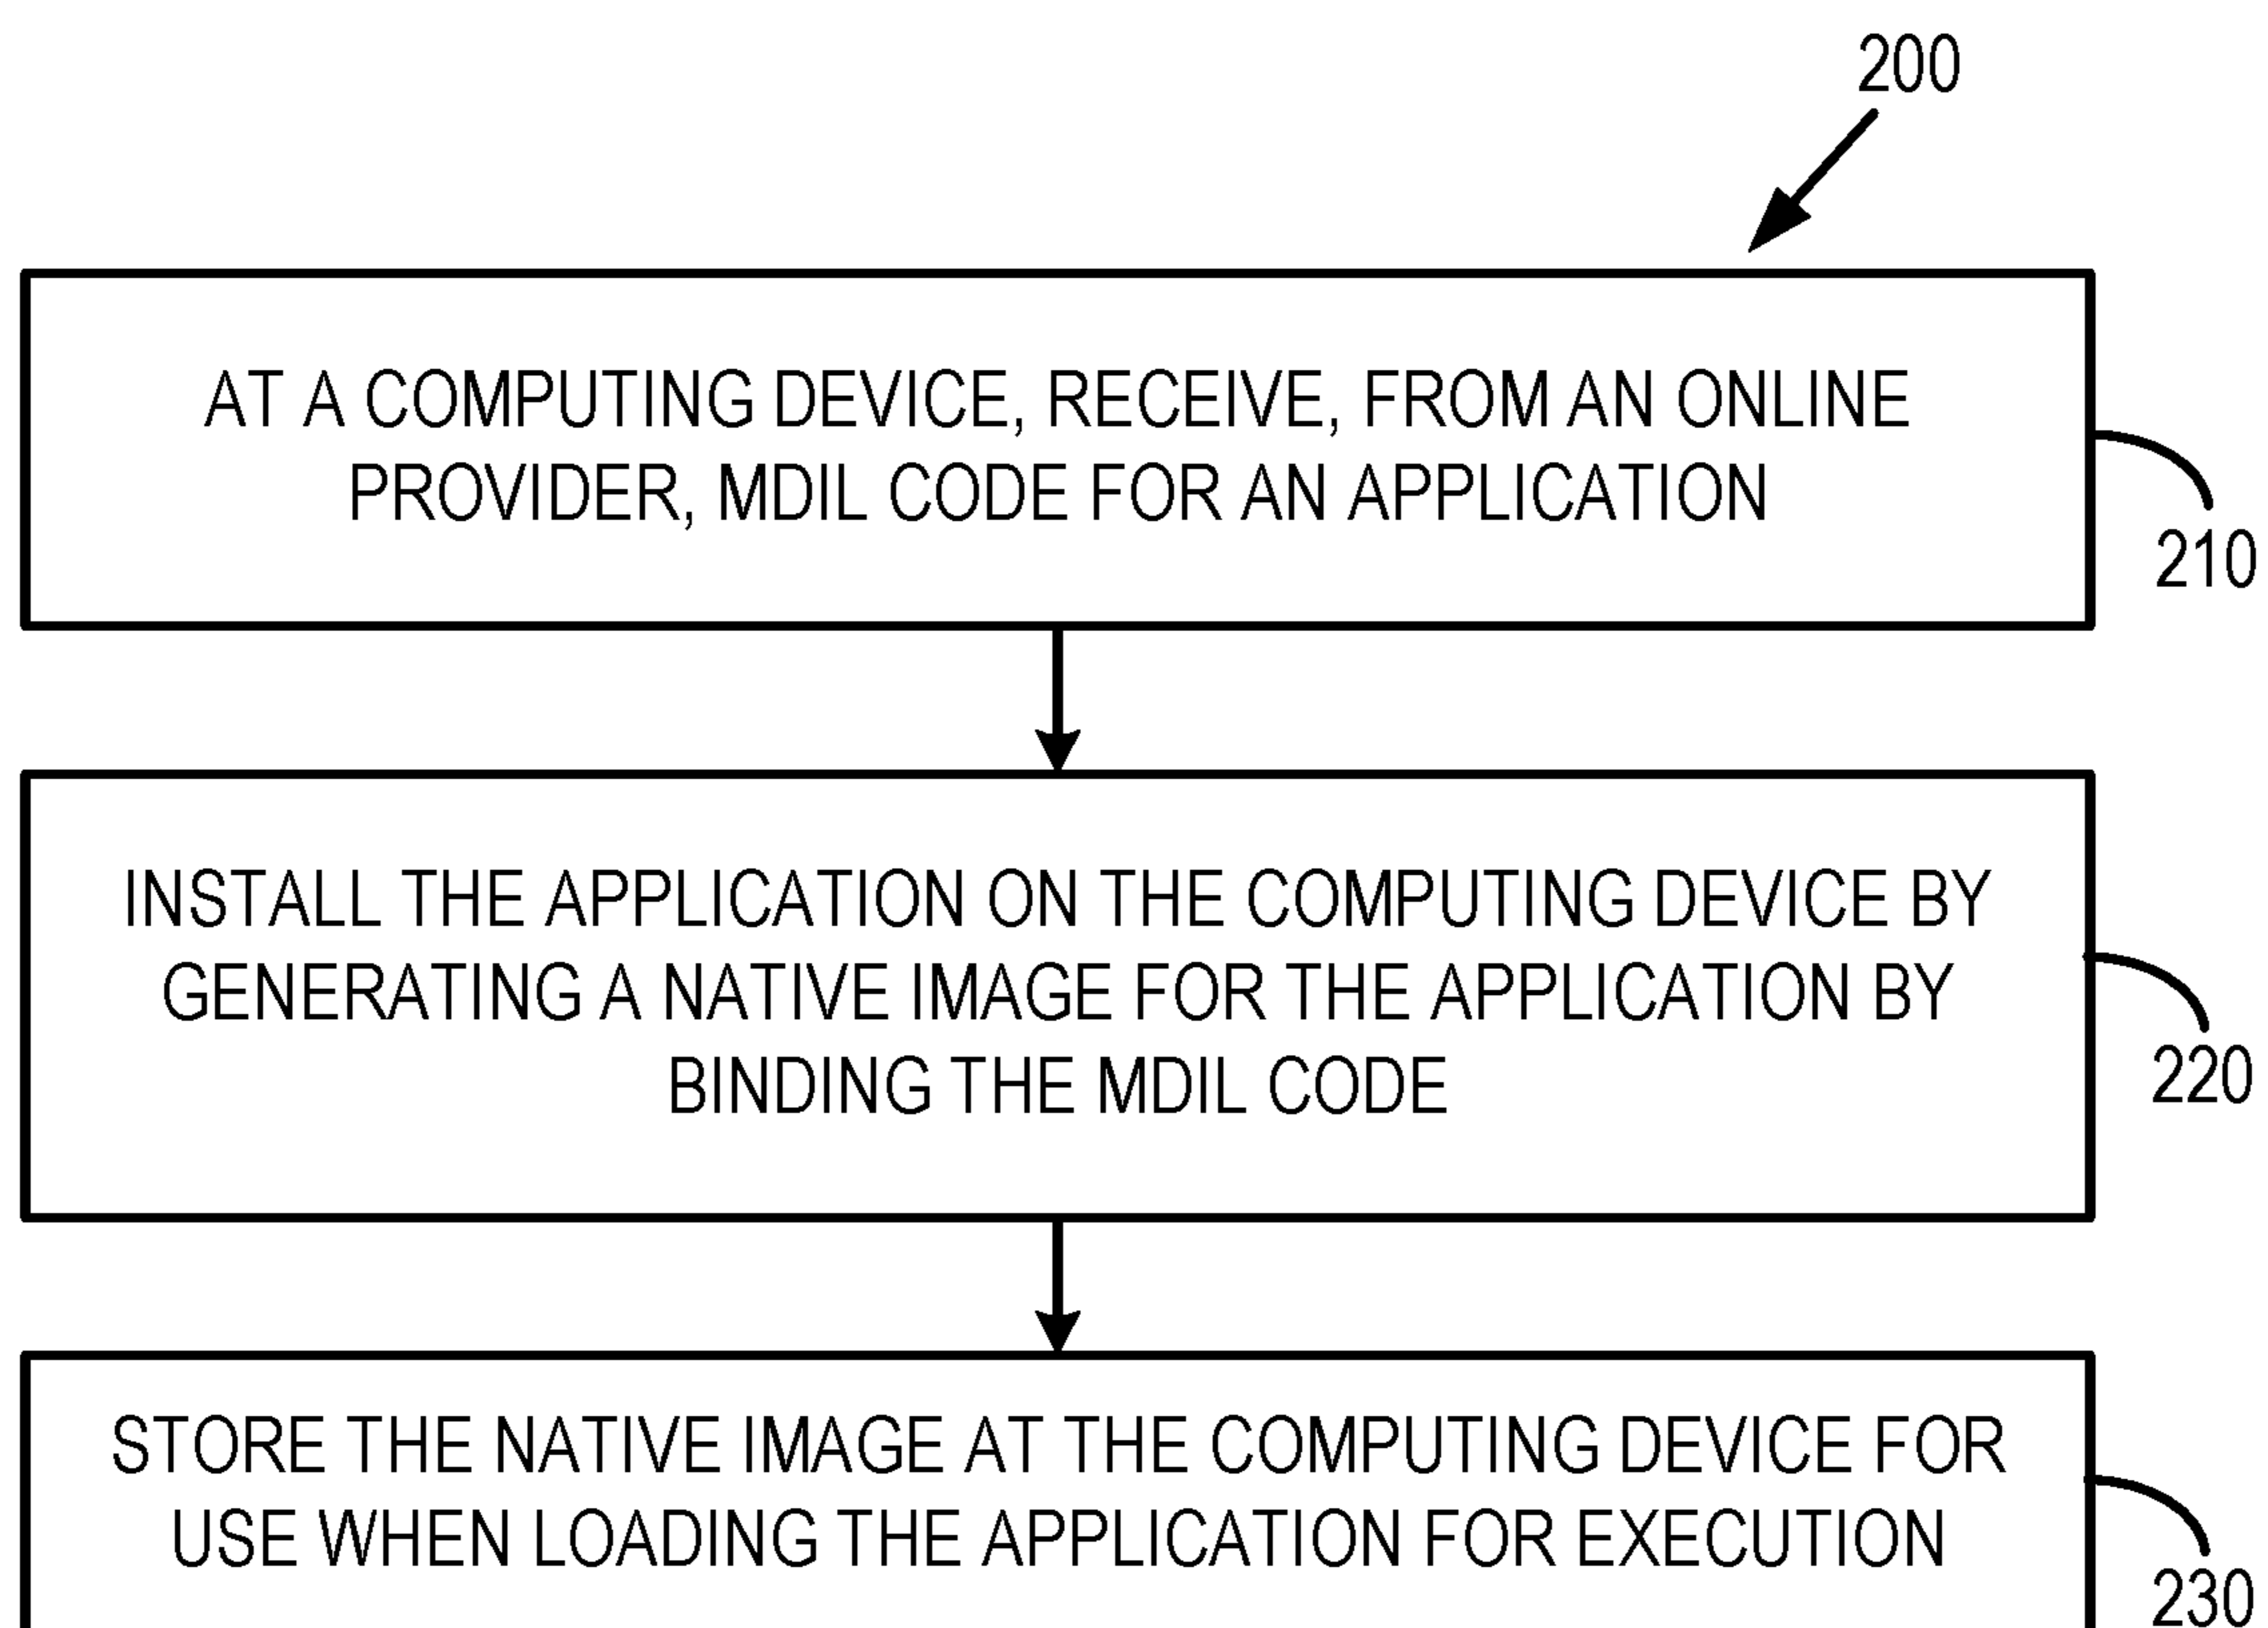 200
AT A COMPUTING DEVICE, RECEIVE, FROM AN ONLINE
PROVIDER, MDIL CODE FOR AN APPLICATION
210
INSTALL THE APPLICATION ON THE COMPUTING DEVICE BY
GENERATING A NATIVE IMAGE FOR THE APPLICATION BY
BINDING THE MDIL CODE
220
STORE THE NATIVE IMAGE AT THE COMPUTING DEVICE FOR
USE WHEN LOADING THE APPLICATION FOR EXECUTION
230